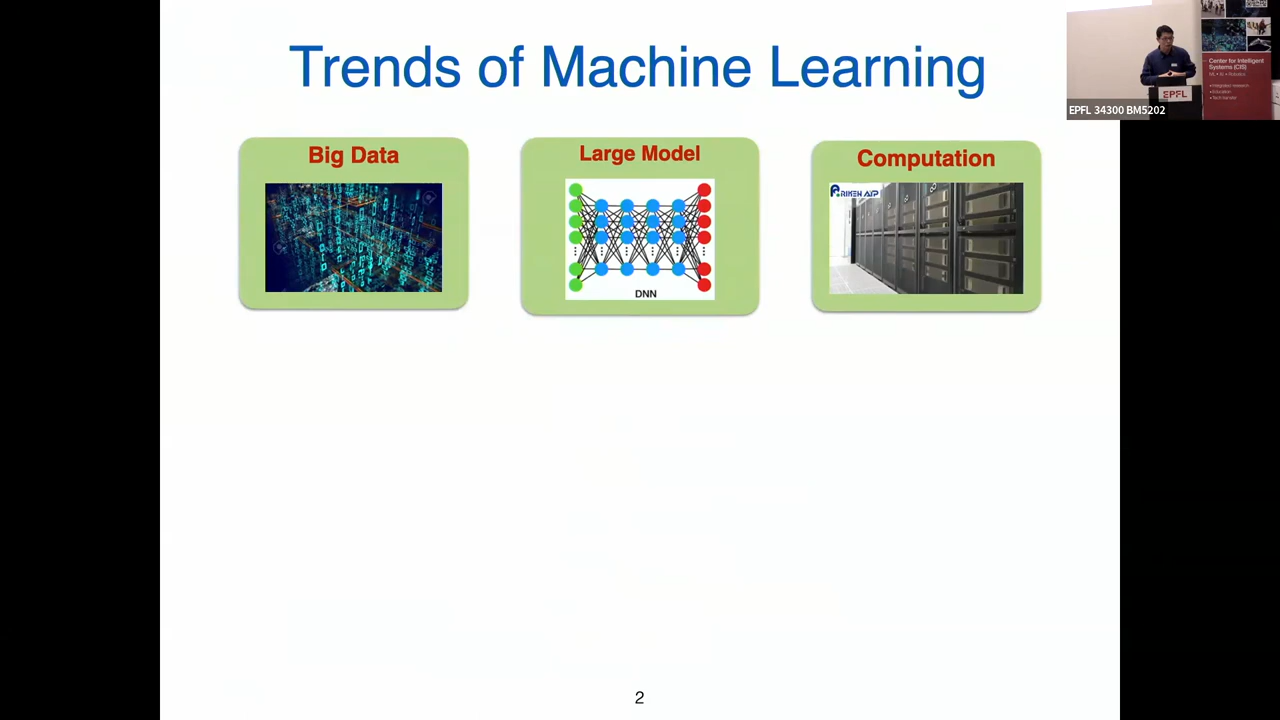 Trends of Machine Learning
Big Data
Large Model
Computation
RIKEN AIP
DNN
2
Center for Intelligent
Systems (CIS)
EPFL
EPFL 34300 BM5202